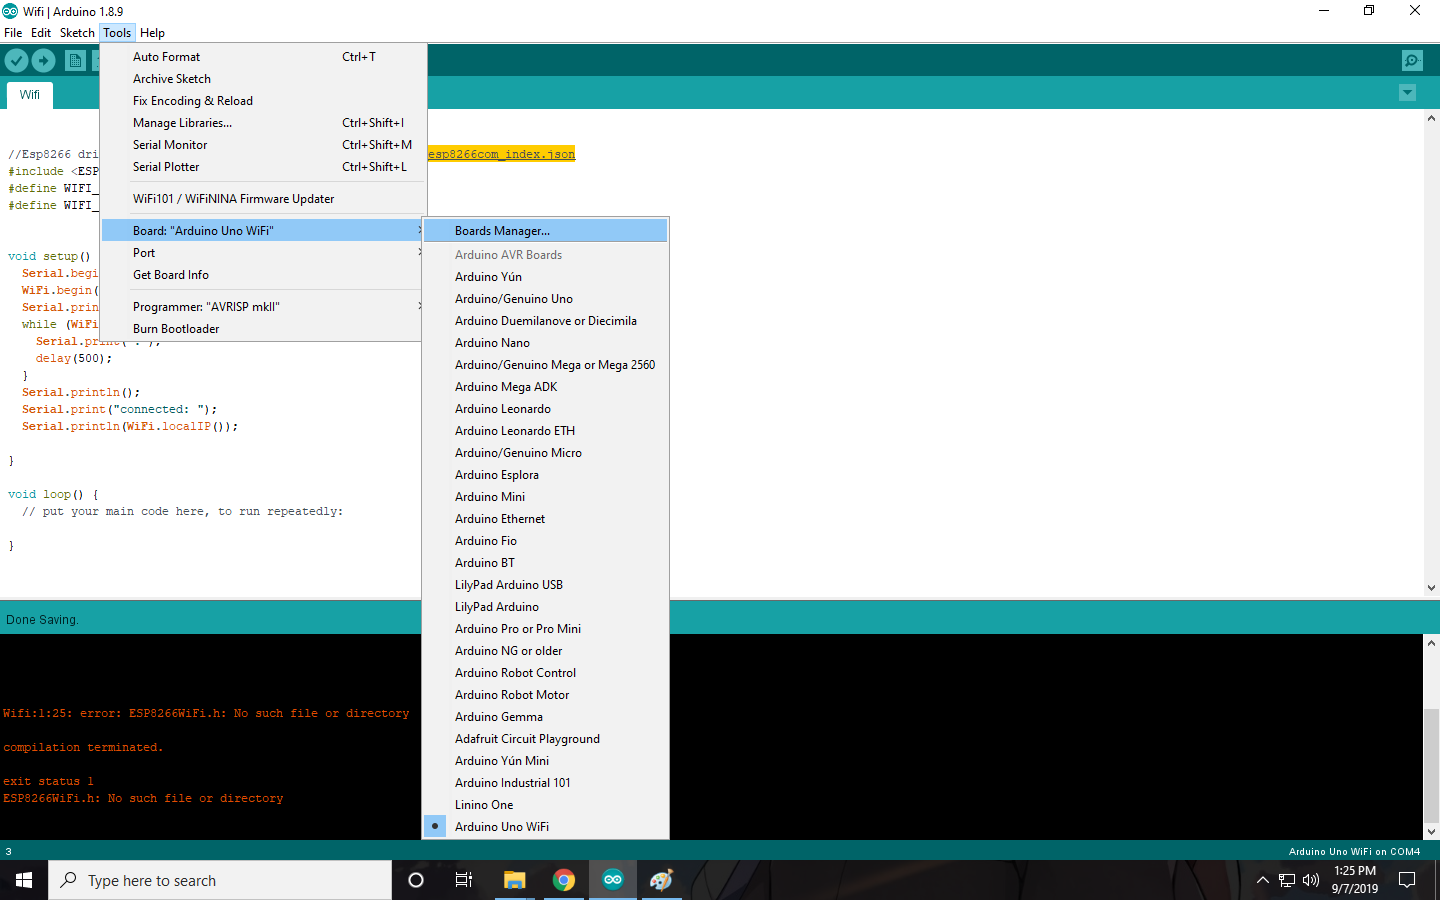 Wifi | Arduino 1.8.9
File Edit Sketch Tools Help
Wifi
Auto Format Ctrl+T
Archive Sketch
Fix Encoding & Reload
Manage Libraries... Ctrl+Shift+I
Serial Monitor Ctrl+Shift+M
Serial Plotter Ctrl+Shift+L
WiFi101 / WiFiNINA Firmware Updater
Board: "Arduino Uno WiFi"
Port
Get Board Info
Programmer: "AVRISP mkII"
Burn Bootloader
Boards Manager...
Arduino AVR Boards
Arduino Yún
Arduino/Genuino Uno
Arduino Duemilanove or Diecimila
Arduino Nano
Arduino/Genuino Mega or Mega 2560
Arduino Mega ADK
Arduino Leonardo
Arduino Leonardo ETH
Arduino/Genuino Micro
Arduino Esplora
Arduino Mini
Arduino Ethernet
Arduino Fio
Arduino BT
LilyPad Arduino USB
LilyPad Arduino
Arduino Pro or Pro Mini
Arduino NG or older
Arduino Robot Control
Arduino Robot Motor
Arduino Gemma
Adafruit Circuit Playground
Arduino Yún Mini
Arduino Industrial 101
Linino One
Arduino Uno WiFi
//Esp8266 dri esp8266com_index.json
#include <ESP
#define WIFI_
#define WIFI_
void setup()
Serial.begi
WiFi.begin(
Serial.prin
while (WiFi
Serial.print(".");
delay(500);
}
Serial.println();
Serial.print("connected: ");
Serial.println(WiFi.localIP());
}
void loop() {
// put your main code here, to run repeatedly:
}
Done Saving.
Wifi:1:25: error: ESP8266WiFi.h: No such file or directory
compilation terminated.
exit status 1
ESP8266WiFi.h: No such file or directory
3 Arduino Uno WiFi on COM4
Type here to search
1:25 PM
9/7/2019